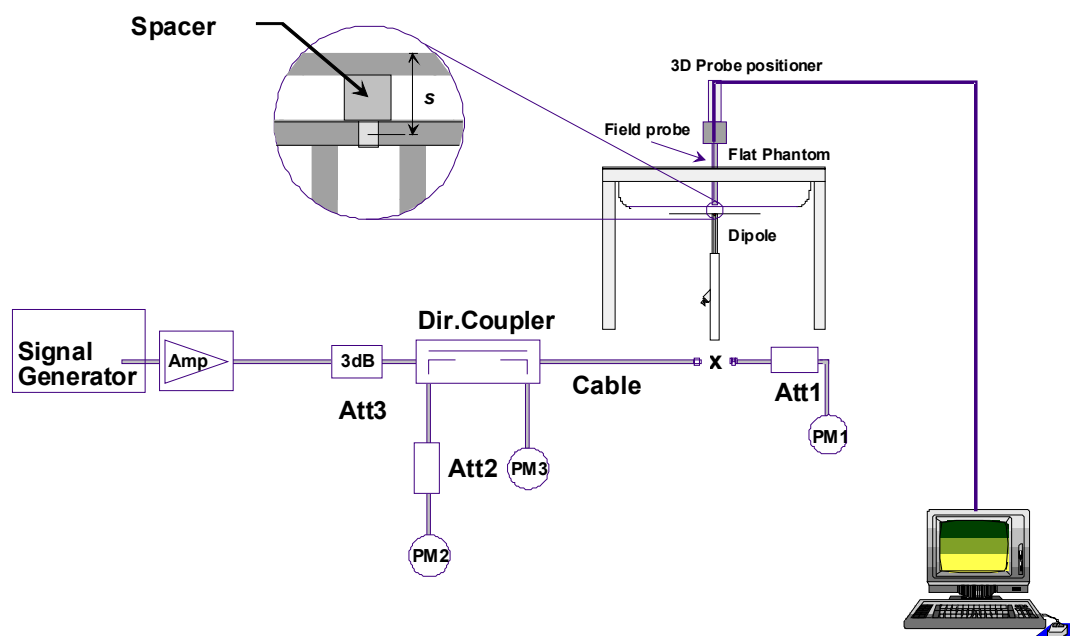 Spacer
s
3D Probe positioner
Field probe
Flat Phantom
Dipole
Signal
Generator
Amp
3dB
Att3
Dir.Coupler
Cable
x
Att1
PM1
Att2
PM3
PM2